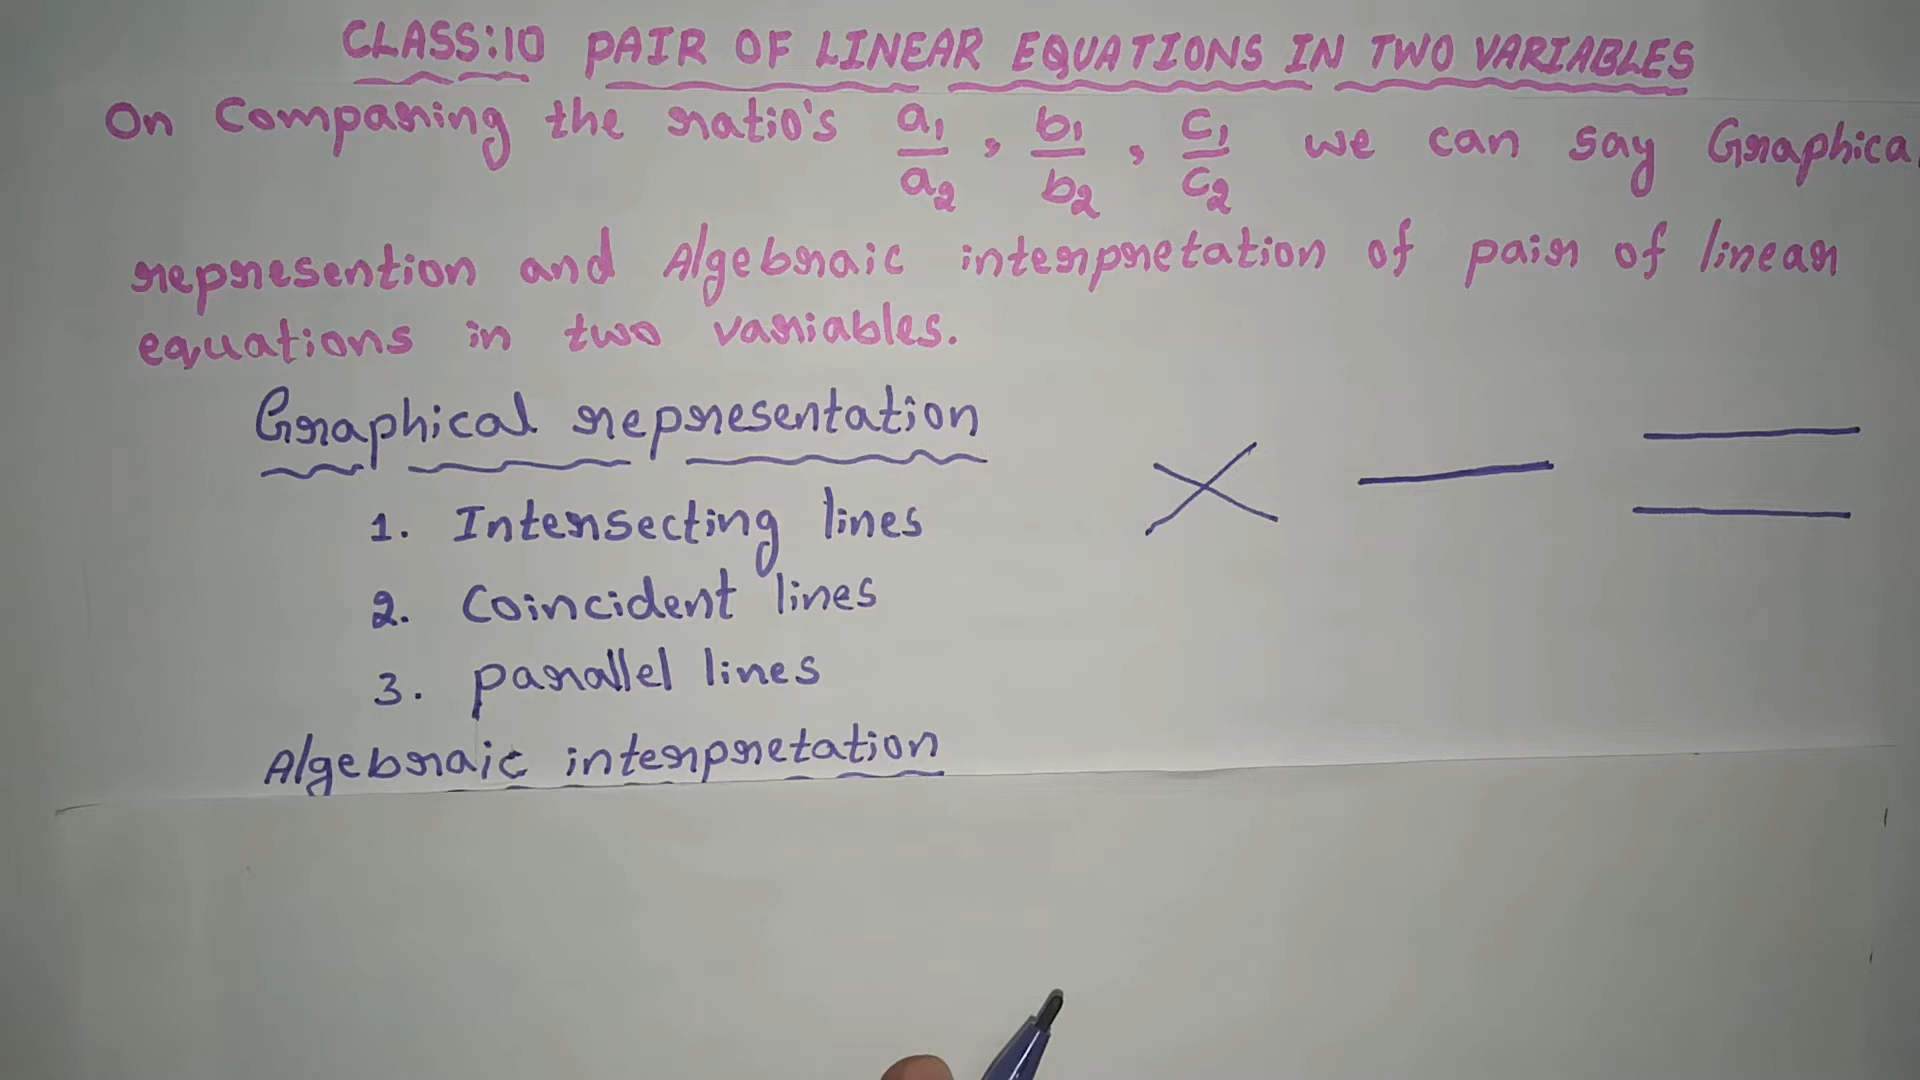 CLASS:10 PAIR OF LINEAR EQUATIONS IN TWO VARIABLES
On Comparing the ratio's a1/a2 , b1/b2 , c1/c2 we can say Graphica
represention and Algebraic interpretation of pair of linear
equations in two variables.
Graphical representation
1. Intersecting lines
2. Coincident lines
3. parallel lines
Algebraic interpretation